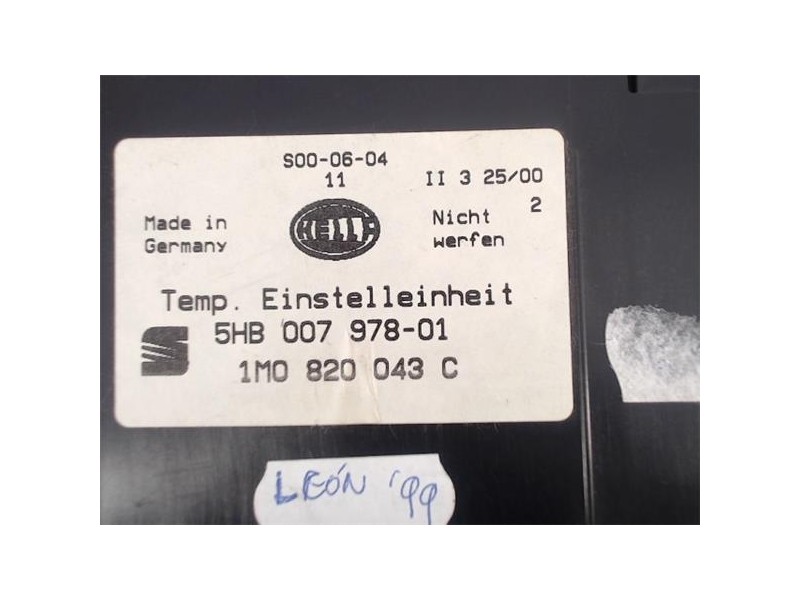 S00-06-04
11
II 3 25/00
2
Made in
Germany
HELLA
Nicht
werfen
Temp. Einstelleinheit
5HB 007 978-01
1M0 820 043 C
LEÓN '99